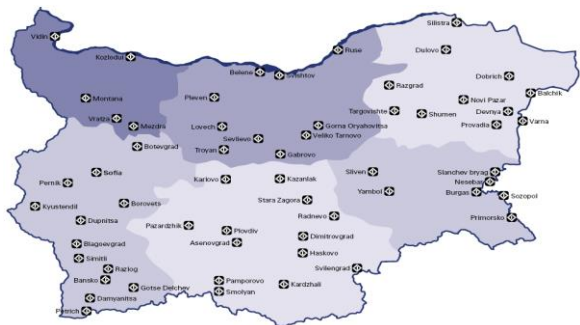 Silistra
Vidin
Ruse
Dulovo
Kozloduí
Belene
Svishtov
Dobrich
Razgrad
Balchik
Montana
Pleven
Novi Pazar
Targovishte
Devnya
Shumen
Vratza
Varna
Mezdra
Lovech
Gorna Oryahovitsa
Provadia
Veliko Tarnovo
Sevlievo
Botevgrad
Troyan
Gabrovo
Sofia
Sliven
Slanchev bryag
Pernik
Karlovo
Kazanlak
Nesebar
Yambol
Burgas
Sozopol
Stara Zagora
Borovets
Kyustendil
Radnevo
Primorsko
Dupnitsa
Pazardzhik
Plovdiv
Dimitrovgrad
Blagoevgrad
Asenovgrad
Haskovo
Simitli
Razlog
Svilengrad
Bansko
Pamporovo
Kardzhali
Gotse Delchev
Smolyan
Damyanitsa
Petrich